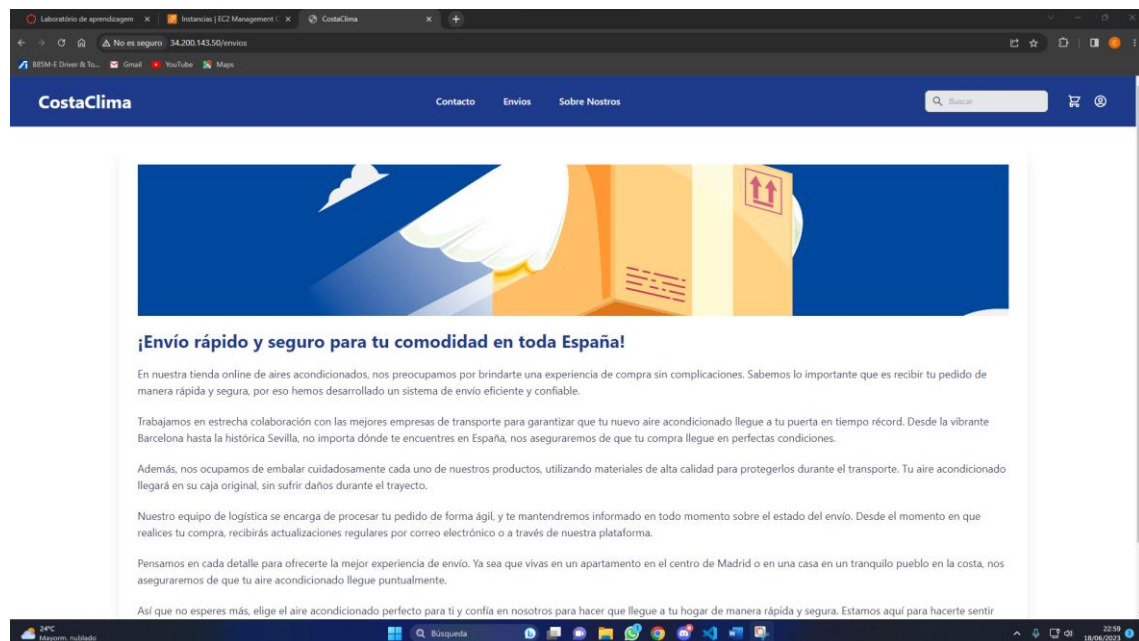 Laboratório de aprendizagem
Instancias | EC2 Management C
CostaClima
No es seguro 34.200.143.50/envios
B85M-E Driver & To...
Gmail
YouTube
Maps
CostaClima
Contacto
Envios
Sobre Nostros
Buscar
¡Envío rápido y seguro para tu comodidad en toda España!
En nuestra tienda online de aires acondicionados, nos preocupamos por brindarte una experiencia de compra sin complicaciones. Sabemos lo importante que es recibir tu pedido de
manera rápida y segura, por eso hemos desarrollado un sistema de envío eficiente y confiable.
Trabajamos en estrecha colaboración con las mejores empresas de transporte para garantizar que tu nuevo aire acondicionado llegue a tu puerta en tiempo récord. Desde la vibrante
Barcelona hasta la histórica Sevilla, no importa dónde te encuentres en España, nos aseguraremos de que tu compra llegue en perfectas condiciones.
Además, nos ocupamos de embalar cuidadosamente cada uno de nuestros productos, utilizando materiales de alta calidad para protegerlos durante el transporte. Tu aire acondicionado
llegará en su caja original, sin sufrir daños durante el trayecto.
Nuestro equipo de logística se encarga de procesar tu pedido de forma ágil, y te mantendremos informado en todo momento sobre el estado del envío. Desde el momento en que
realices tu compra, recibirás actualizaciones regulares por correo electrónico o a través de nuestra plataforma.
Pensamos en cada detalle para ofrecerte la mejor experiencia de envío. Ya sea que vivas en un apartamento en el centro de Madrid o en una casa en un tranquilo pueblo en la costa, nos
aseguraremos de que tu aire acondicionado llegue puntualmente.
Así que no esperes más, elige el aire acondicionado perfecto para ti y confía en nosotros para hacer que llegue a tu hogar de manera rápida y segura. Estamos aquí para hacerte sentir
24°C
Mayorm. nublado
Búsqueda
22:59
18/06/2023